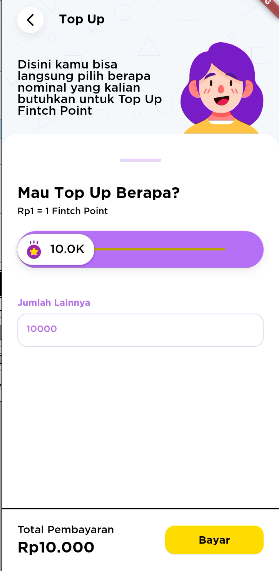 Top Up
Disini kamu bisa
langsung pilih berapa
nominal yang kalian
butuhkan untuk Top Up
Fintch Point
Mau Top Up Berapa?
Rp1 = 1 Fintch Point
10.0K
Jumlah Lainnya
10000
Total Pembayaran
Rp10.000
Bayar